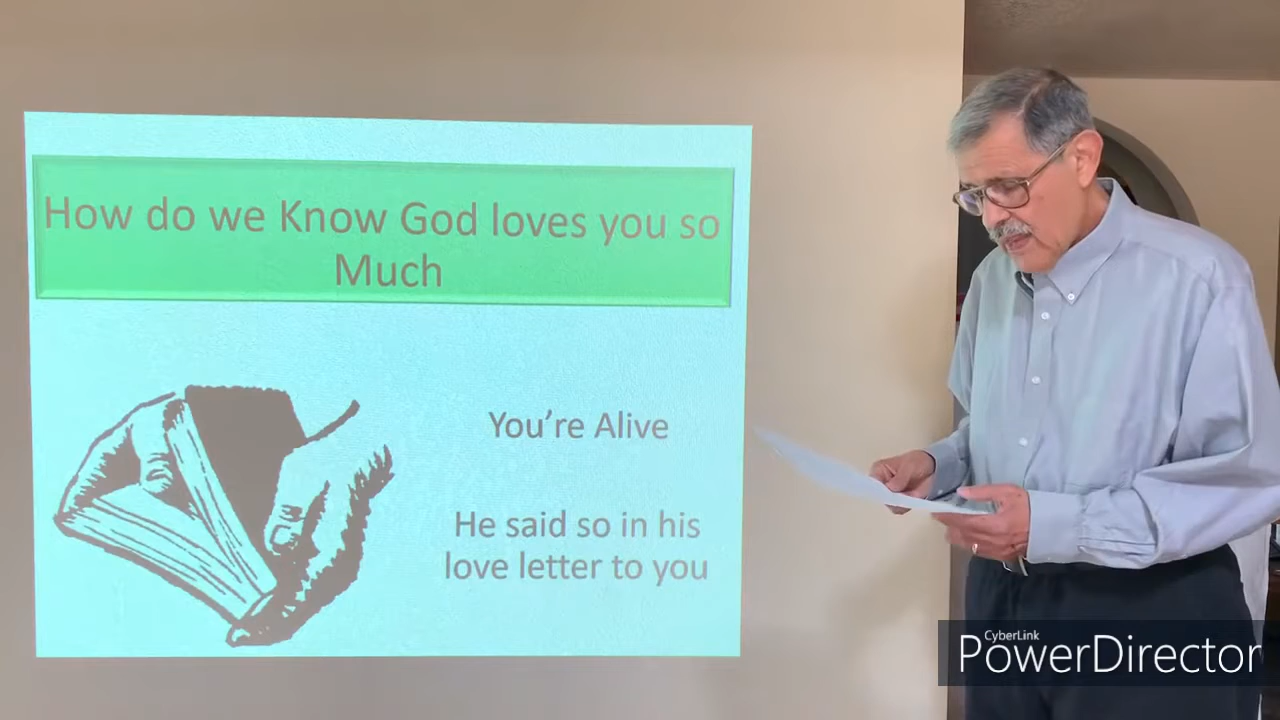 How do we Know God loves you so
Much
You’re Alive
He said so in his
love letter to you
CyberLink
PowerDirector